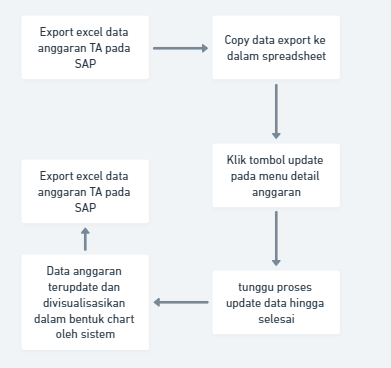 Export excel data
anggaran TA pada
SAP
Copy data export ke
dalam spreadsheet
Klik tombol update
pada menu detail
anggaran
tunggu proses
update data hingga
selesai
Data anggaran
terupdate dan
divisualisasikan
dalam bentuk chart
oleh sistem
Export excel data
anggaran TA pada
SAP